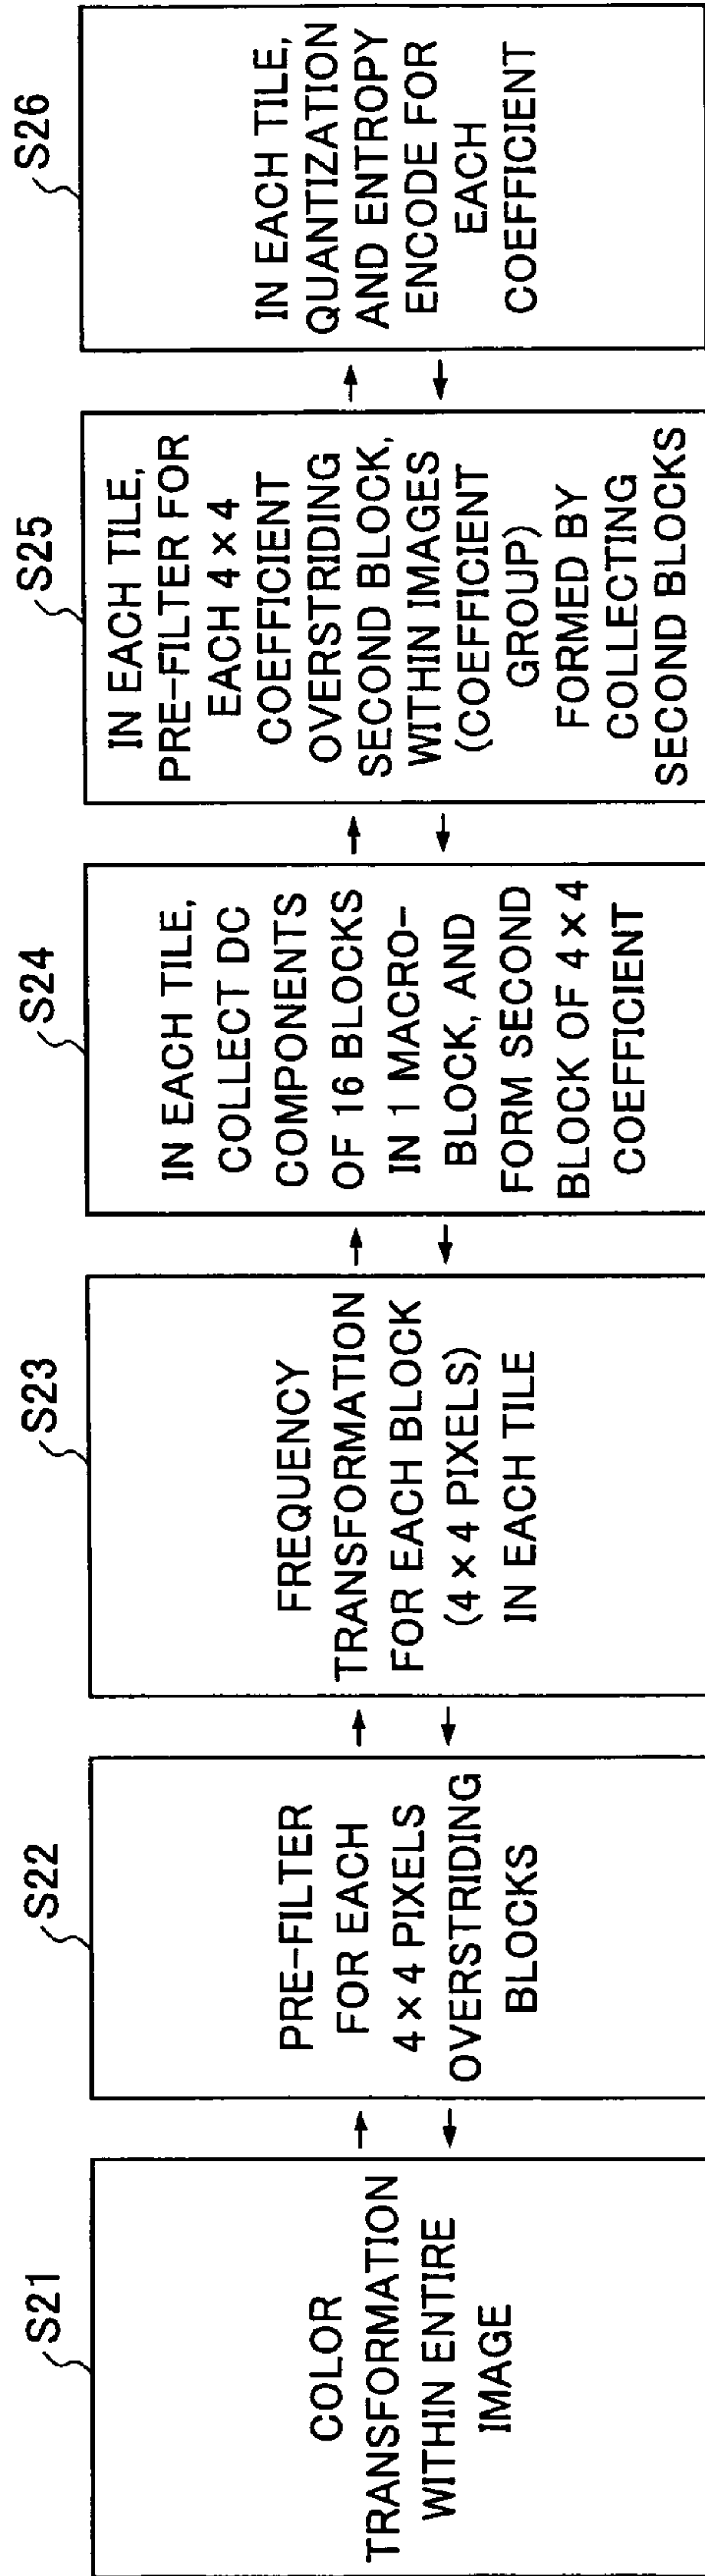 S21
COLOR
TRANSFORMATION
WITHIN ENTIRE
IMAGE
S22
PRE-FILTER
FOR EACH
4 × 4 PIXELS
OVERSTRIDING
BLOCKS
S23
FREQUENCY
TRANSFORMATION
FOR EACH BLOCK
(4 × 4 PIXELS)
IN EACH TILE
S24
IN EACH TILE,
COLLECT DC
COMPONENTS
OF 16 BLOCKS
IN 1 MACRO-
BLOCK, AND
FORM SECOND
BLOCK OF 4 × 4
COEFFICIENT
S25
IN EACH TILE,
PRE-FILTER FOR
EACH 4 × 4
COEFFICIENT
OVERSTRIDING
SECOND BLOCK,
WITHIN IMAGES
(COEFFICIENT
GROUP)
FORMED BY
COLLECTING
SECOND BLOCKS
S26
IN EACH TILE,
QUANTIZATION
AND ENTROPY
ENCODE FOR
EACH
COEFFICIENT